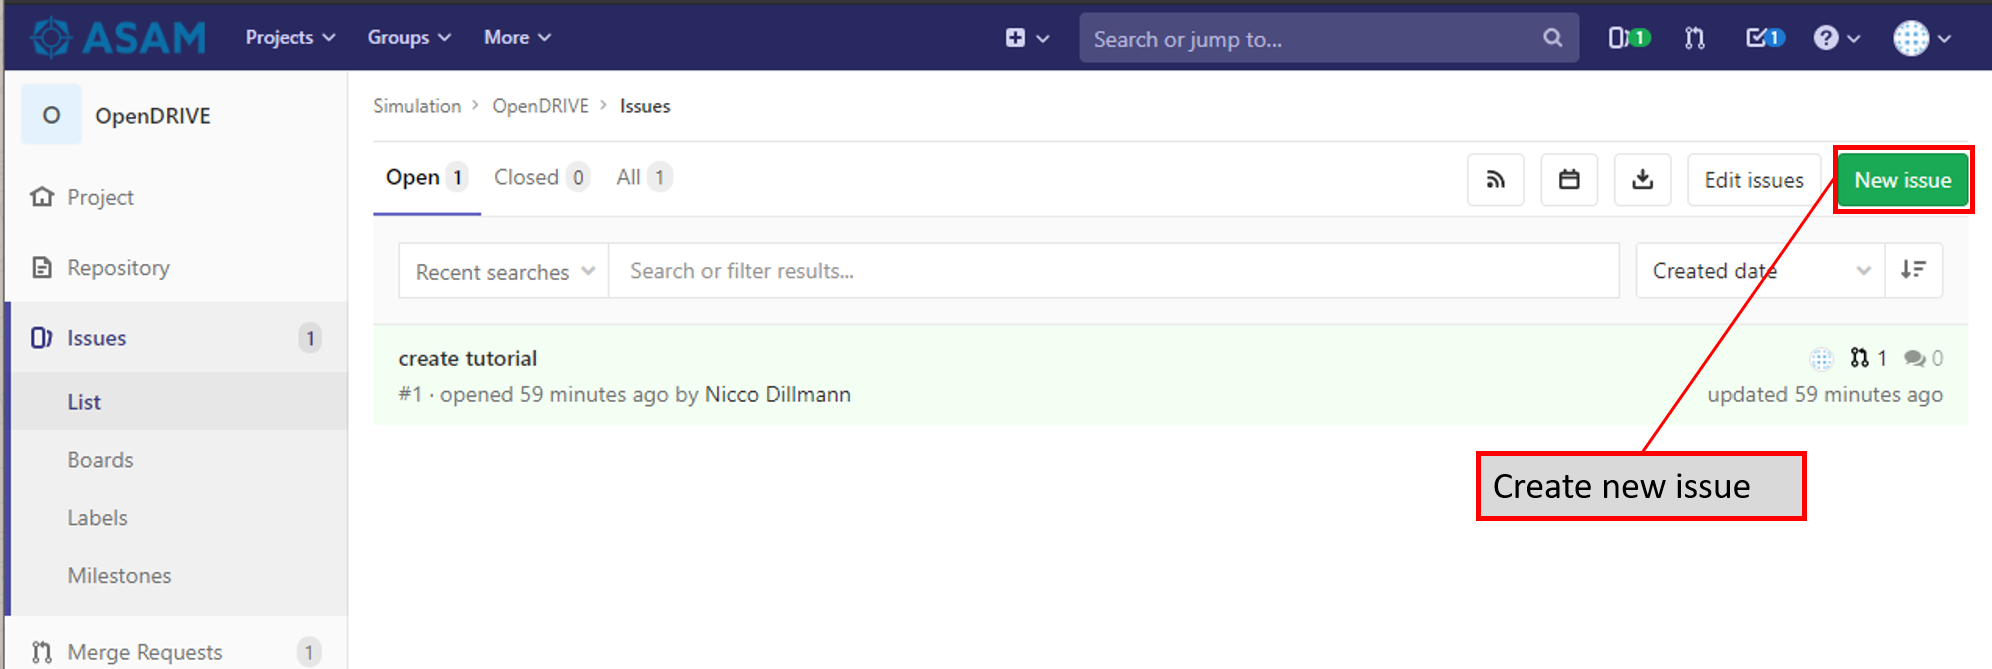 ASAM Projects Groups More Search or jump to... 1 1
O OpenDRIVE
Simulation > OpenDRIVE > Issues
Project
Repository
Issues 1
List
Boards
Labels
Milestones
Merge Requests 1
Open 1 Closed 0 All 1 Edit issues New issue
Recent searches Search or filter results... Created date
create tutorial 1 0
#1 · opened 59 minutes ago by Nicco Dillmann updated 59 minutes ago
Create new issue